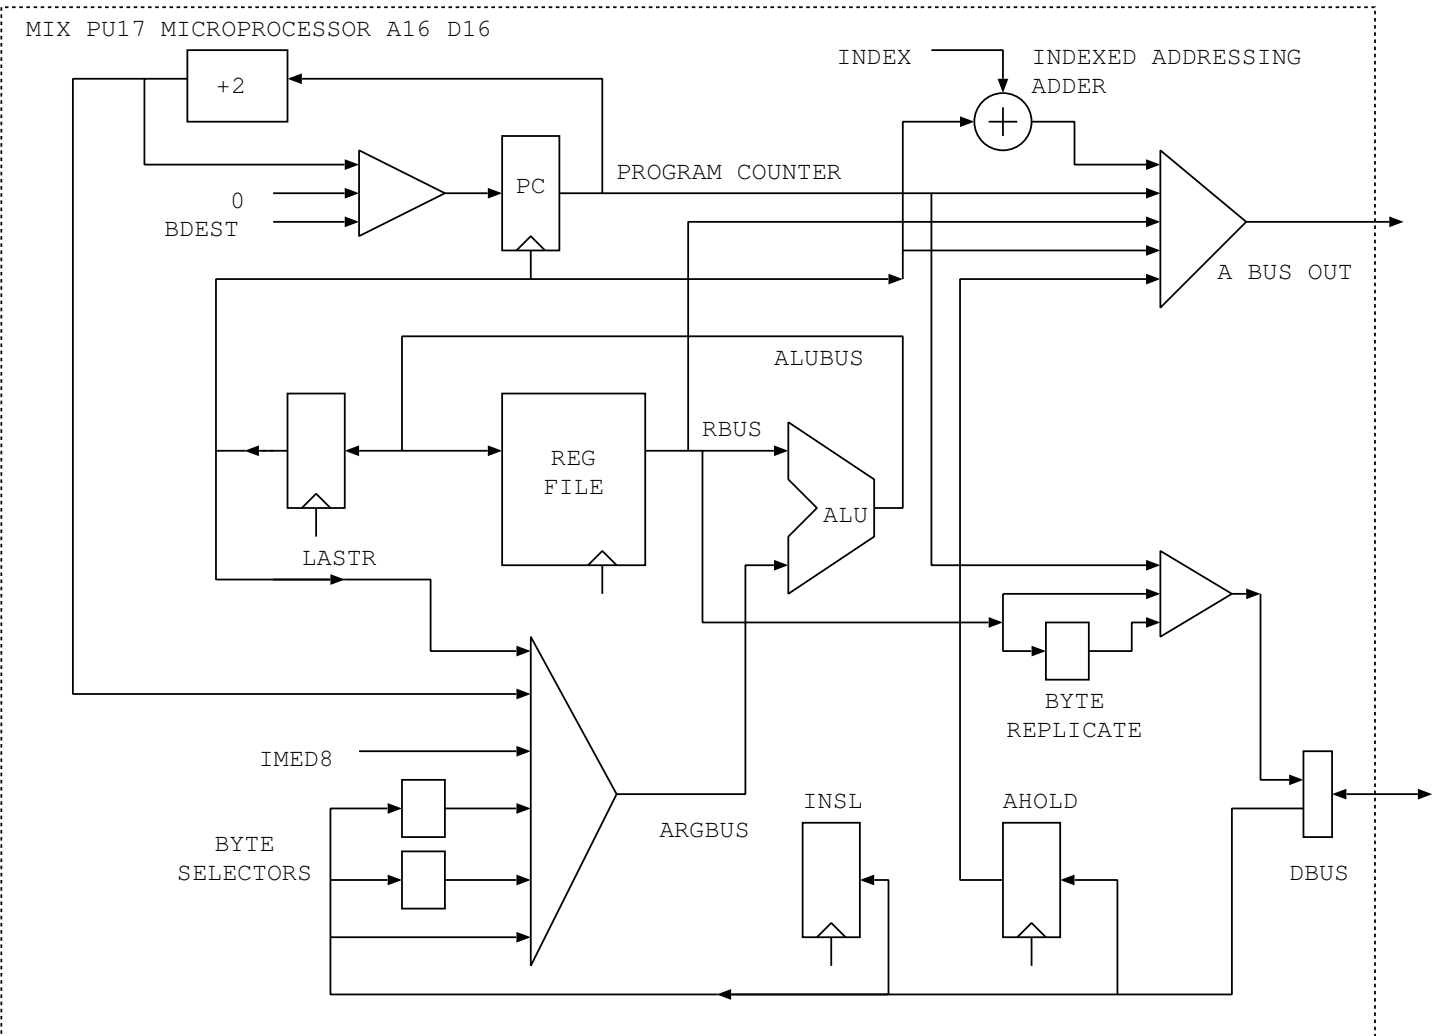 MIX PU17 MICROPROCESSOR A16 D16
INDEX
INDEXED ADDRESSING
ADDER
+2
PC
PROGRAM COUNTER
0
BDEST
A BUS OUT
ALUBUS
RBUS
REG
FILE
ALU
LASTR
BYTE
REPLICATE
IMED8
INSL
AHOLD
ARGBUS
BYTE
SELECTORS
DBUS